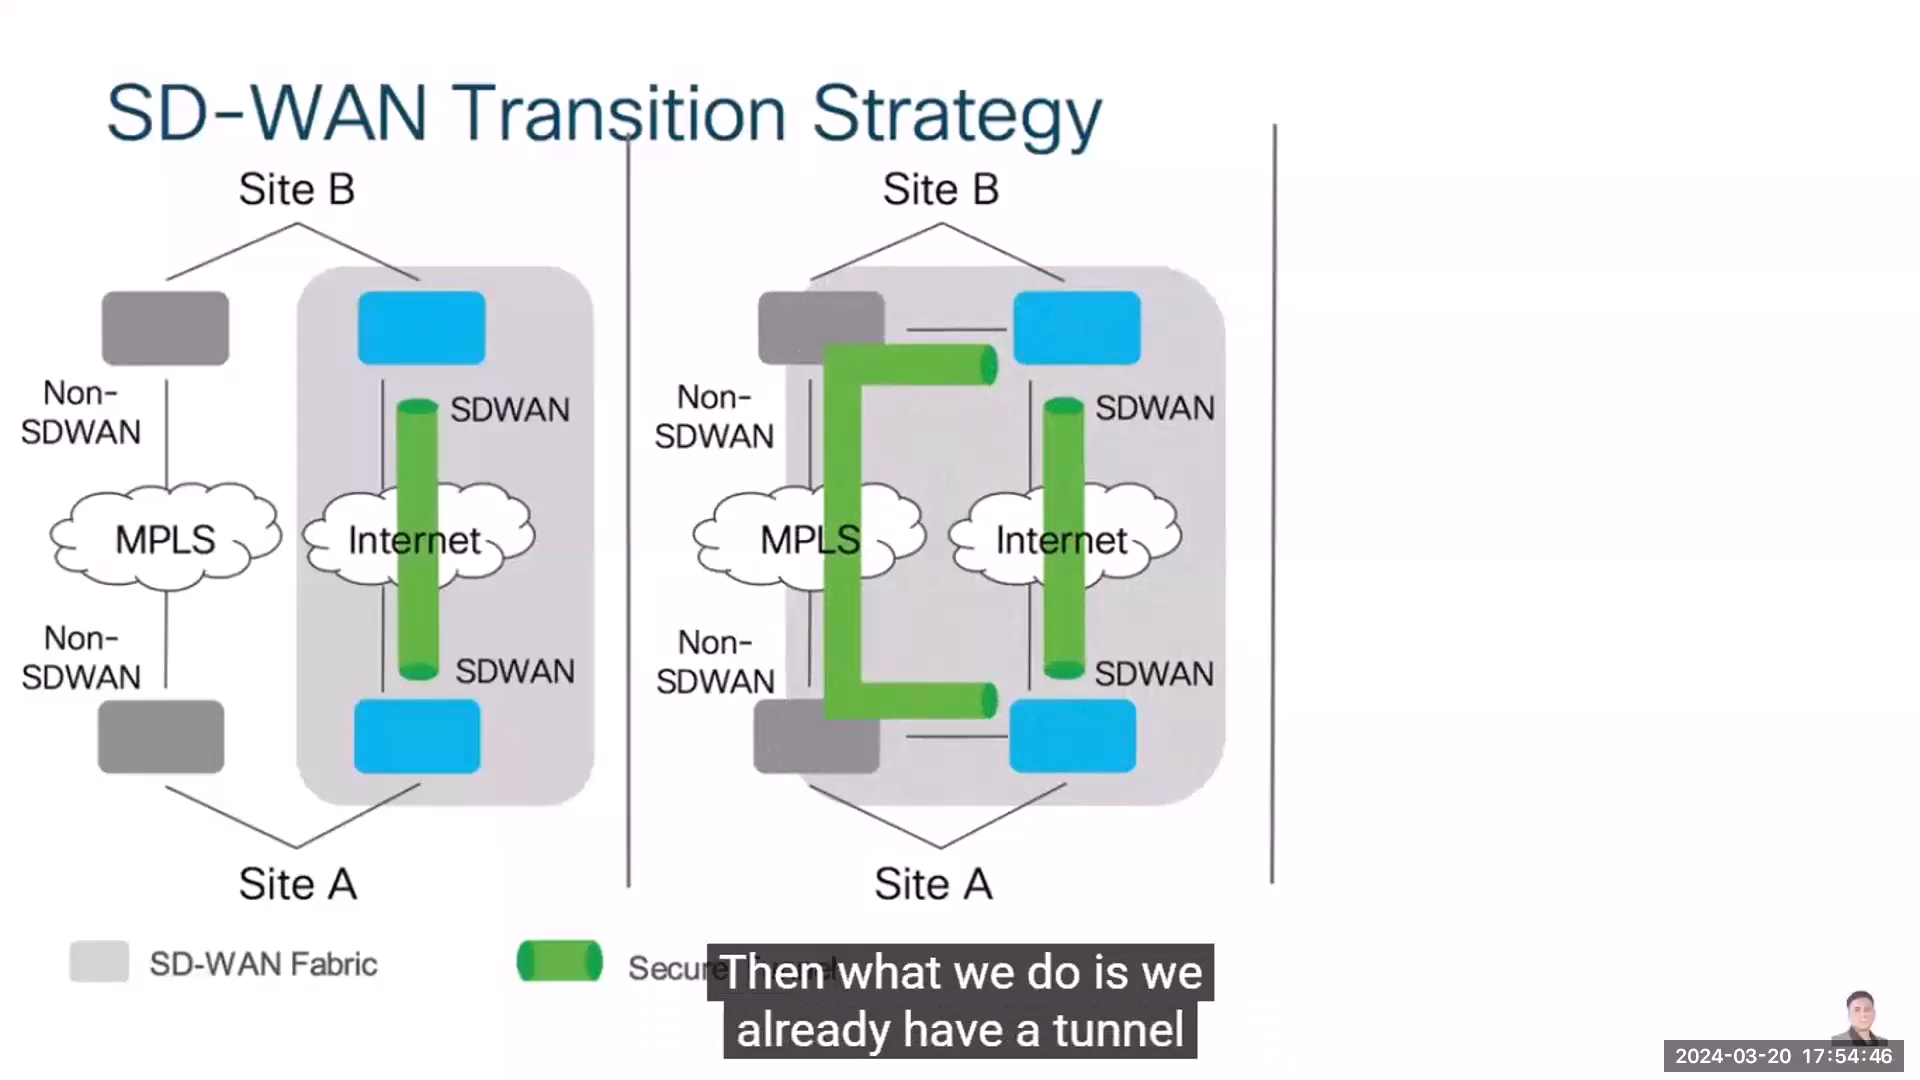 SD-WAN Transition Strategy
Site B
Non-
SDWAN
SDWAN
MPLS
Internet
Non-
SDWAN
SDWAN
Site A
Site B
Non-
SDWAN
SDWAN
MPLS
Internet
Non-
SDWAN
SDWAN
Site A
SD-WAN Fabric
Secure
Then what we do is we
already have a tunnel
2024-03-20 17:54:46